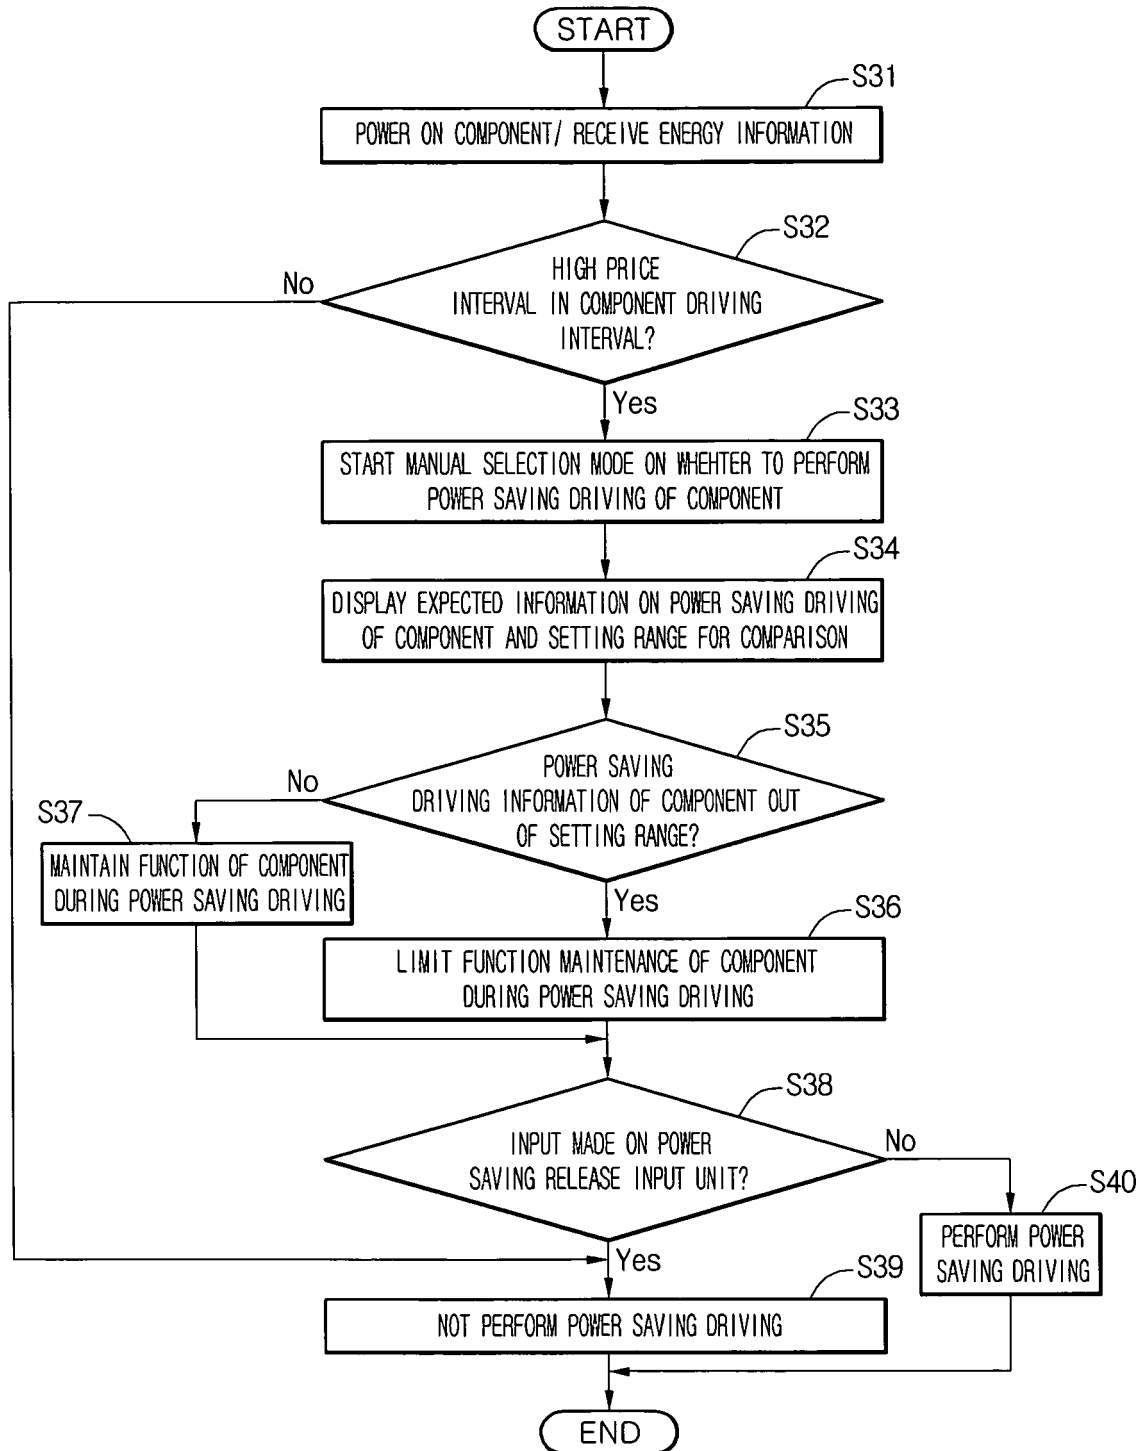 START
S31
POWER ON COMPONENT/ RECEIVE ENERGY INFORMATION
S32
HIGH PRICE
INTERVAL IN COMPONENT DRIVING
INTERVAL?
No
Yes
S33
START MANUAL SELECTION MODE ON WHEHTER TO PERFORM
POWER SAVING DRIVING OF COMPONENT
S34
DISPLAY EXPECTED INFORMATION ON POWER SAVING DRIVING
OF COMPONENT AND SETTING RANGE FOR COMPARISON
S35
POWER SAVING
DRIVING INFORMATION OF COMPONENT OUT
OF SETTING RANGE?
No
S37
MAINTAIN FUNCTION OF COMPONENT
DURING POWER SAVING DRIVING
Yes
S36
LIMIT FUNCTION MAINTENANCE OF COMPONENT
DURING POWER SAVING DRIVING
S38
INPUT MADE ON POWER
SAVING RELEASE INPUT UNIT?
No
S40
PERFORM POWER
SAVING DRIVING
Yes
S39
NOT PERFORM POWER SAVING DRIVING
END